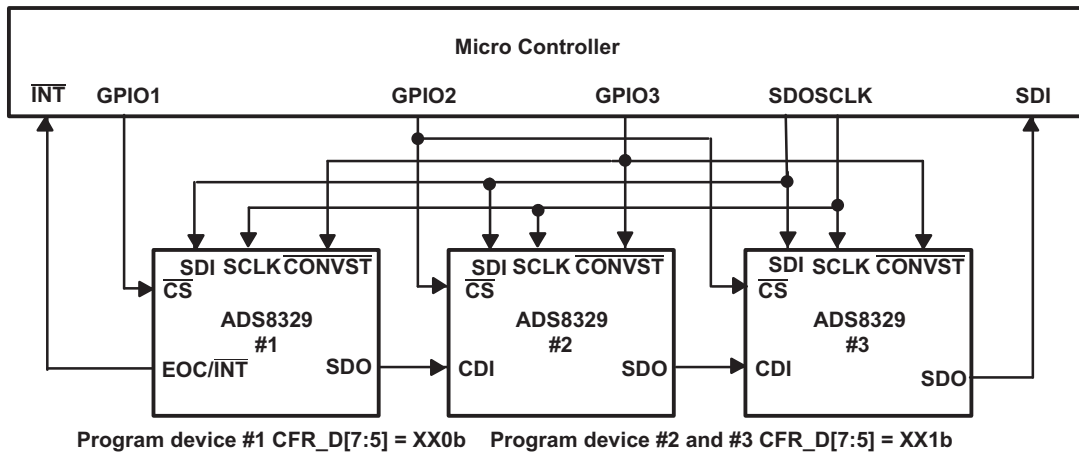 Micro Controller
INT GPIO1 GPIO2 GPIO3 SDOSCLK SDI
SDI SCLK CONVST
CS
ADS8329
#1
EOC/INT SDO
SDI SCLK CONVST
CS
ADS8329
#2
CDI SDO
SDI SCLK CONVST
CS
ADS8329
#3
CDI
SDO
Program device #1 CFR_D[7:5] = XX0b Program device #2 and #3 CFR_D[7:5] = XX1b